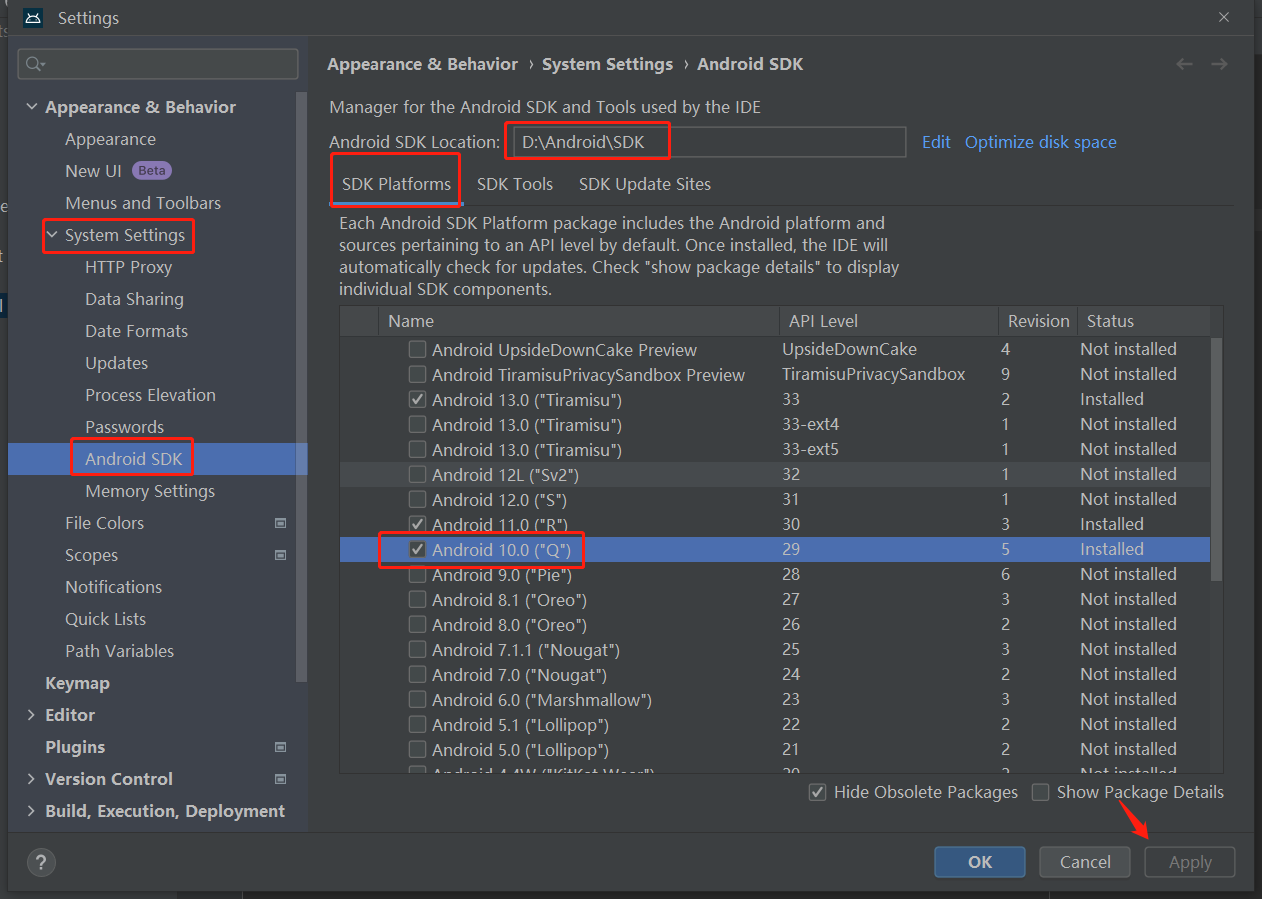 Settings
Appearance & Behavior
Appearance
New UI Beta
Menus and Toolbars
System Settings
HTTP Proxy
Data Sharing
Date Formats
Updates
Process Elevation
Passwords
Android SDK
Memory Settings
File Colors
Scopes
Notifications
Quick Lists
Path Variables
Keymap
Editor
Plugins
Version Control
Build, Execution, Deployment
Appearance & Behavior › System Settings › Android SDK
Manager for the Android SDK and Tools used by the IDE
Android SDK Location: D:\Android\SDK Edit Optimize disk space
SDK Platforms SDK Tools SDK Update Sites
Each Android SDK Platform package includes the Android platform and
sources pertaining to an API level by default. Once installed, the IDE will
automatically check for updates. Check "show package details" to display
individual SDK components.
Name API Level Revision Status
Android UpsideDownCake Preview UpsideDownCake 4 Not installed
Android TiramisuPrivacySandbox Preview TiramisuPrivacySandbox 9 Not installed
Android 13.0 ("Tiramisu") 33 2 Installed
Android 13.0 ("Tiramisu") 33-ext4 1 Not installed
Android 13.0 ("Tiramisu") 33-ext5 1 Not installed
Android 12L ("Sv2") 32 1 Not installed
Android 12.0 ("S") 31 1 Not installed
Android 11.0 ("R") 30 3 Installed
Android 10.0 ("Q") 29 5 Installed
Android 9.0 ("Pie") 28 6 Not installed
Android 8.1 ("Oreo") 27 3 Not installed
Android 8.0 ("Oreo") 26 2 Not installed
Android 7.1.1 ("Nougat") 25 3 Not installed
Android 7.0 ("Nougat") 24 2 Not installed
Android 6.0 ("Marshmallow") 23 3 Not installed
Android 5.1 ("Lollipop") 22 2 Not installed
Android 5.0 ("Lollipop") 21 2 Not installed
Android 4.4W ("KitKat Wear") 20 2 Not installed
Hide Obsolete Packages Show Package Details
? OK Cancel Apply